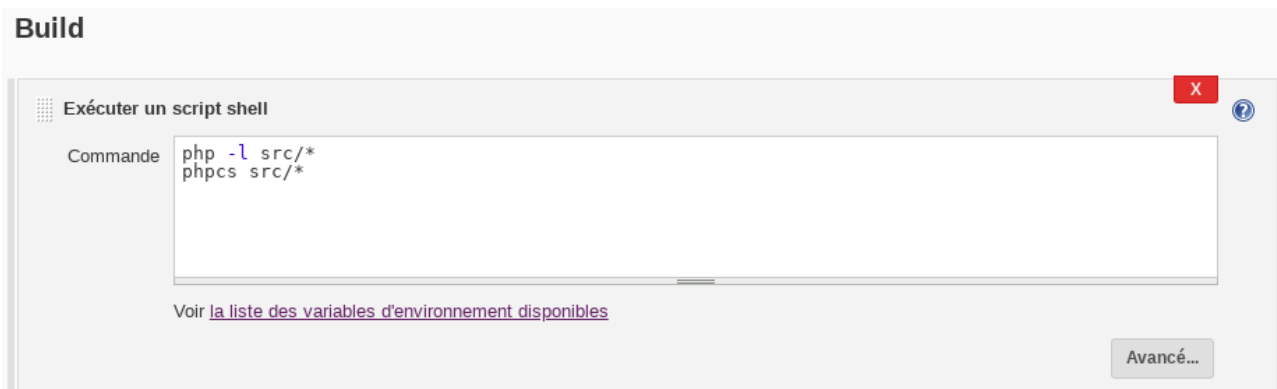 Build
X
Exécuter un script shell
?
Commande
php -l src/*
phpcs src/*
Voir la liste des variables d'environnement disponibles
Avancé...